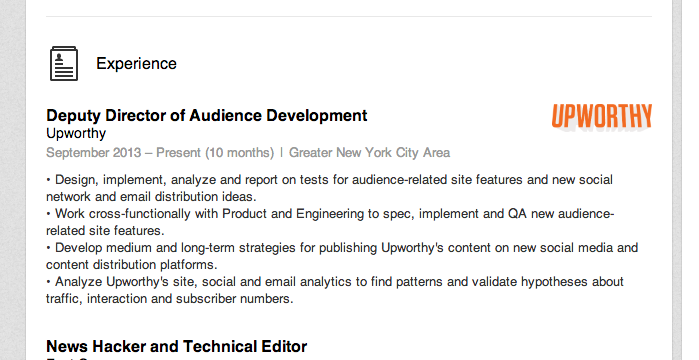 Experience
Deputy Director of Audience Development
UPWORTHY
Upworthy
September 2013 – Present (10 months) | Greater New York City Area
• Design, implement, analyze and report on tests for audience-related site features and new social
network and email distribution ideas.
• Work cross-functionally with Product and Engineering to spec, implement and QA new audience-
related site features.
• Develop medium and long-term strategies for publishing Upworthy's content on new social media and
content distribution platforms.
• Analyze Upworthy's site, social and email analytics to find patterns and validate hypotheses about
traffic, interaction and subscriber numbers.
News Hacker and Technical Editor